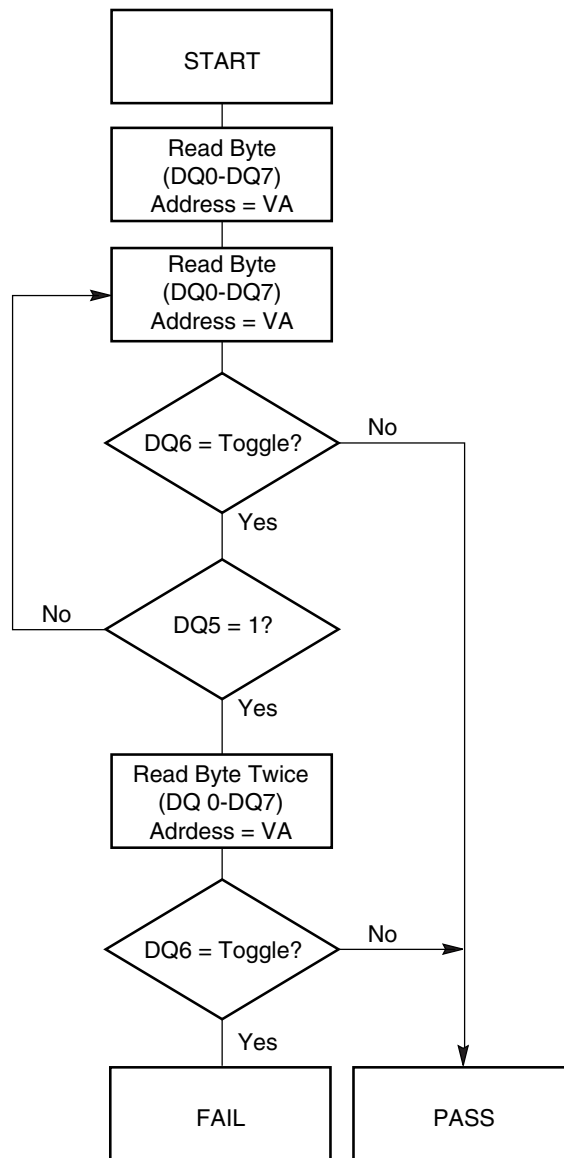 START
Read Byte
(DQ0-DQ7)
Address = VA
Read Byte
(DQ0-DQ7)
Address = VA
DQ6 = Toggle?
No
Yes
No
DQ5 = 1?
Yes
Read Byte Twice
(DQ 0-DQ7)
Adrdess = VA
DQ6 = Toggle?
No
Yes
FAIL
PASS